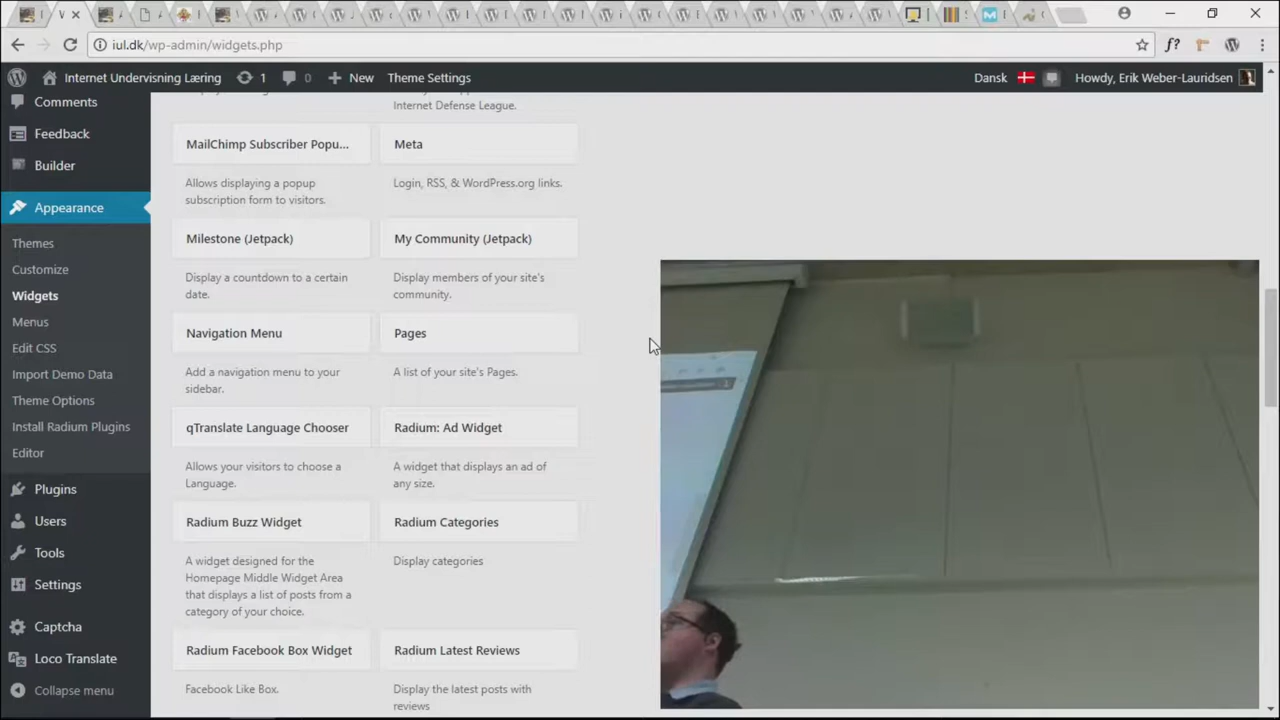 iul.dk/wp-admin/widgets.php
f?
Internet Undervisning Læring
1
0
New
Theme Settings
Dansk
Howdy, Erik Weber-Lauridsen
Comments
Feedback
Builder
Appearance
Themes
Customize
Widgets
Menus
Edit CSS
Import Demo Data
Theme Options
Install Radium Plugins
Editor
Plugins
Users
Tools
Settings
Captcha
Loco Translate
Collapse menu
Internet Defense League.
MailChimp Subscriber Popu...
Allows displaying a popup
subscription form to visitors.
Meta
Login, RSS, & WordPress.org links.
Milestone (Jetpack)
Display a countdown to a certain
date.
My Community (Jetpack)
Display members of your site's
community.
Navigation Menu
Add a navigation menu to your
sidebar.
Pages
A list of your site's Pages.
qTranslate Language Chooser
Allows your visitors to choose a
Language.
Radium: Ad Widget
A widget that displays an ad of
any size.
Radium Buzz Widget
A widget designed for the
Homepage Middle Widget Area
that displays a list of posts from a
category of your choice.
Radium Categories
Display categories
Radium Facebook Box Widget
Facebook Like Box.
Radium Latest Reviews
Display the latest posts with
reviews